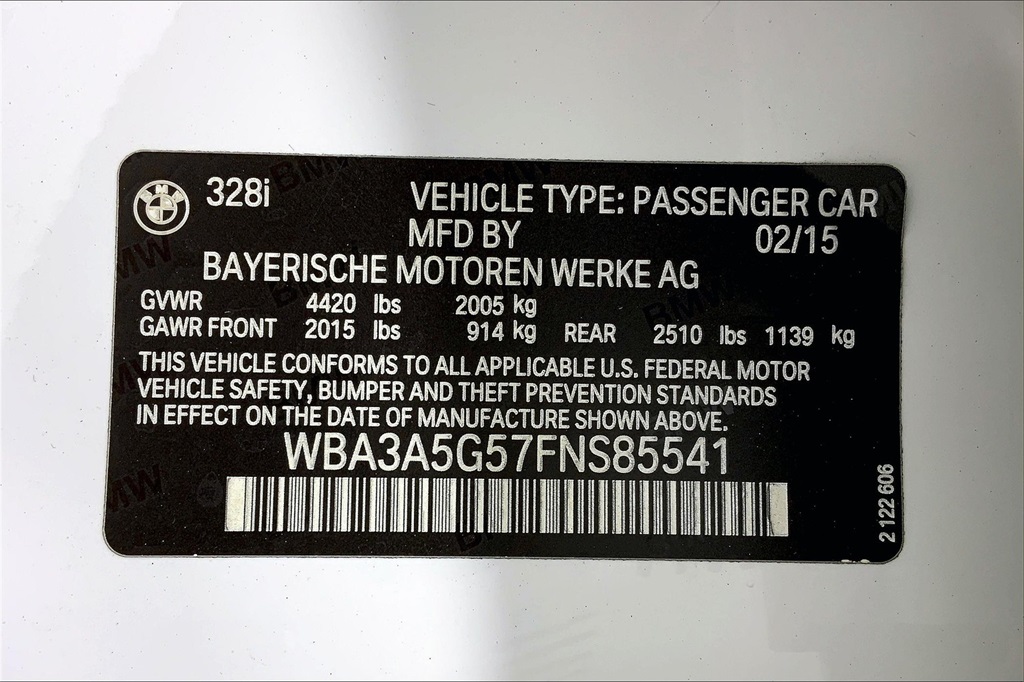 328i VEHICLE TYPE: PASSENGER CAR
MFD BY 02/15
BAYERISCHE MOTOREN WERKE AG
GVWR 4420 lbs 2005 kg
GAWR FRONT 2015 lbs 914 kg REAR 2510 lbs 1139 kg
THIS VEHICLE CONFORMS TO ALL APPLICABLE U.S. FEDERAL MOTOR
VEHICLE SAFETY, BUMPER AND THEFT PREVENTION STANDARDS
IN EFFECT ON THE DATE OF MANUFACTURE SHOWN ABOVE.
WBA3A5G57FNS85541
2 122 606
BMW